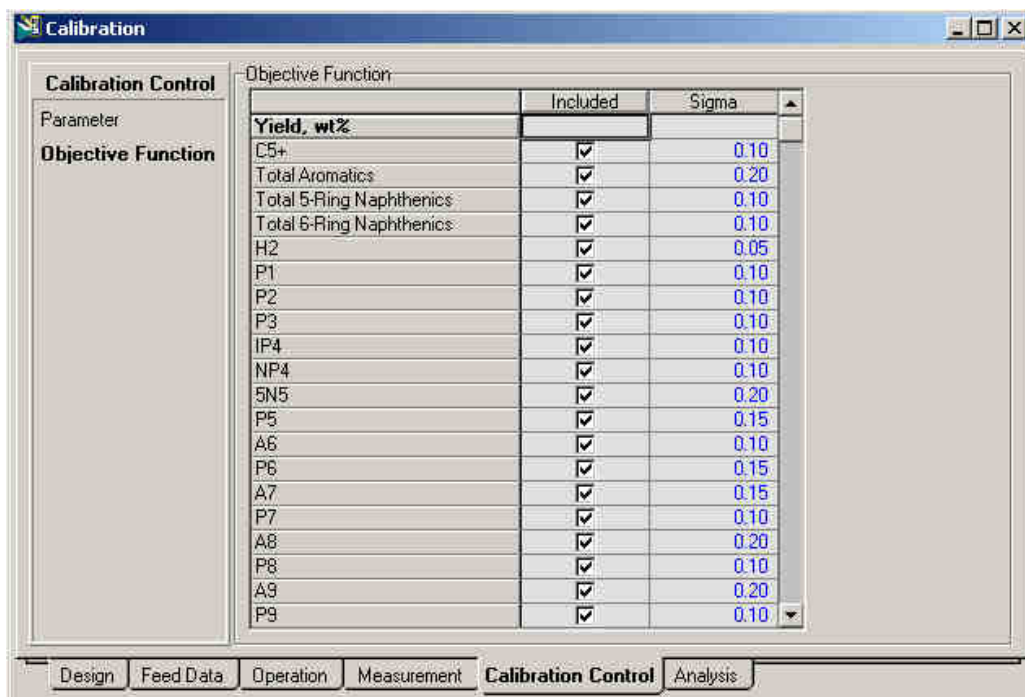 Calibration
Calibration Control
Parameter
Objective Function
Objective Function
Included Sigma
Yield, wt%
C5+ 0.10
Total Aromatics 0.20
Total 5-Ring Naphthenics 0.10
Total 6-Ring Naphthenics 0.10
H2 0.05
P1 0.10
P2 0.10
P3 0.10
IP4 0.10
NP4 0.10
5N5 0.20
P5 0.15
A6 0.10
P6 0.15
A7 0.15
P7 0.10
A8 0.20
P8 0.10
A9 0.20
P9 0.10
Design Feed Data Operation Measurement Calibration Control Analysis